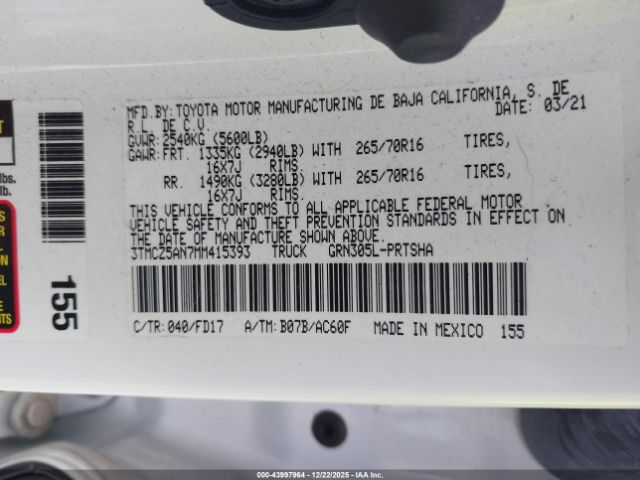 MFD.BY:TOYOTA MOTOR MANUFACTURING DE BAJA CALIFORNIA, S. DE
R.L. DE C.V. DATE: 03/21
GVWR:2540KG (5600LB)
GAWR:FRT. 1335KG (2940LB) WITH 265/70R16 TIRES,
16X7J RIMS.
RR. 1490KG (3280LB) WITH 265/70R16 TIRES,
16X7J RIMS.
THIS VEHICLE CONFORMS TO ALL APPLICABLE FEDERAL MOTOR
VEHICLE SAFETY AND THEFT PREVENTION STANDARDS IN EFFECT ON
THE DATE OF MANUFACTURE SHOWN ABOVE.
3TMCZ5AN7MM415393 TRUCK GRN305L-PRTSHA
C/TR:040/FD17 A/TM:B07B/AC60F MADE IN MEXICO 155
155
lbs.
lb.
000-43997964 • 12/22/2025 • IAAI.COM